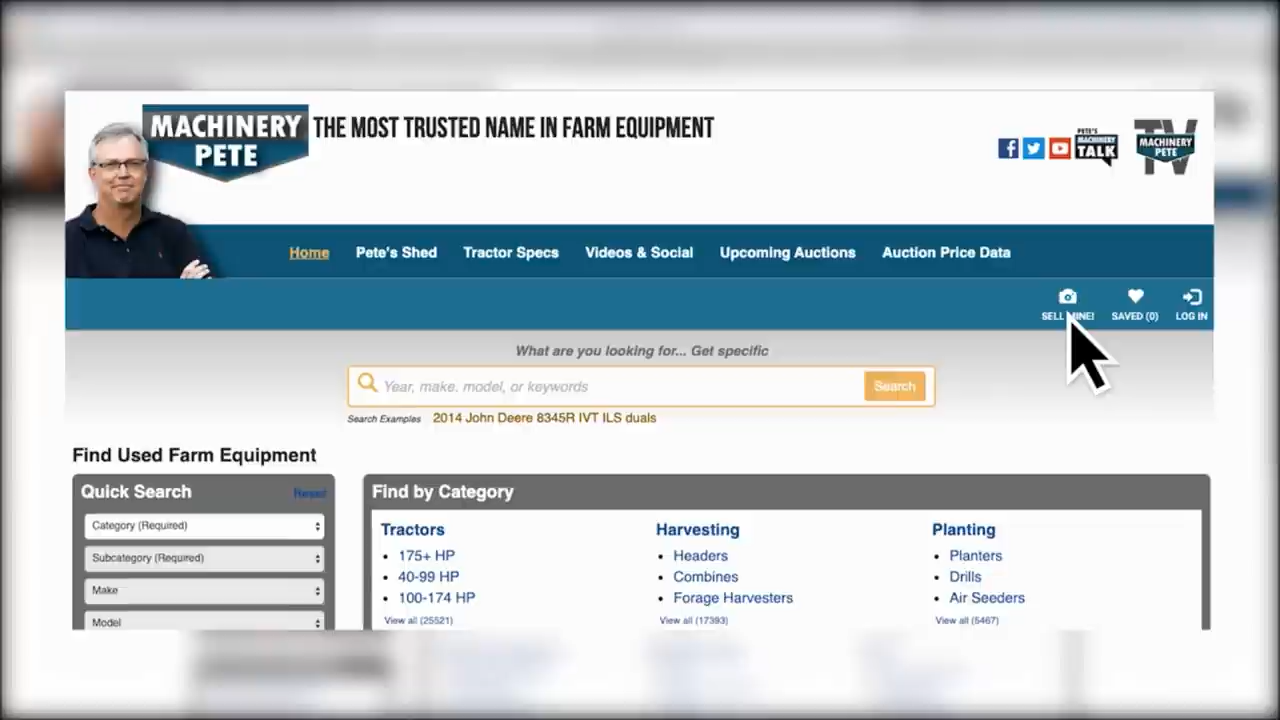 MACHINERY
PETE
THE MOST TRUSTED NAME IN FARM EQUIPMENT
PETE'S
MACHINERY
TALK
TV
MACHINERY
PETE
Home Pete's Shed Tractor Specs Videos & Social Upcoming Auctions Auction Price Data
SELL MINE! SAVED (0) LOG IN
What are you looking for... Get specific
Year, make. model, or keywords Search
Search Examples 2014 John Deere 8345R IVT ILS duals
Find Used Farm Equipment
Quick Search Reset
Category (Required)
Subcategory (Required)
Make
Model
Find by Category
Tractors
• 175+ HP
• 40-99 HP
• 100-174 HP
View all (25521)
Harvesting
• Headers
• Combines
• Forage Harvesters
View all (17393)
Planting
• Planters
• Drills
• Air Seeders
View all (5467)